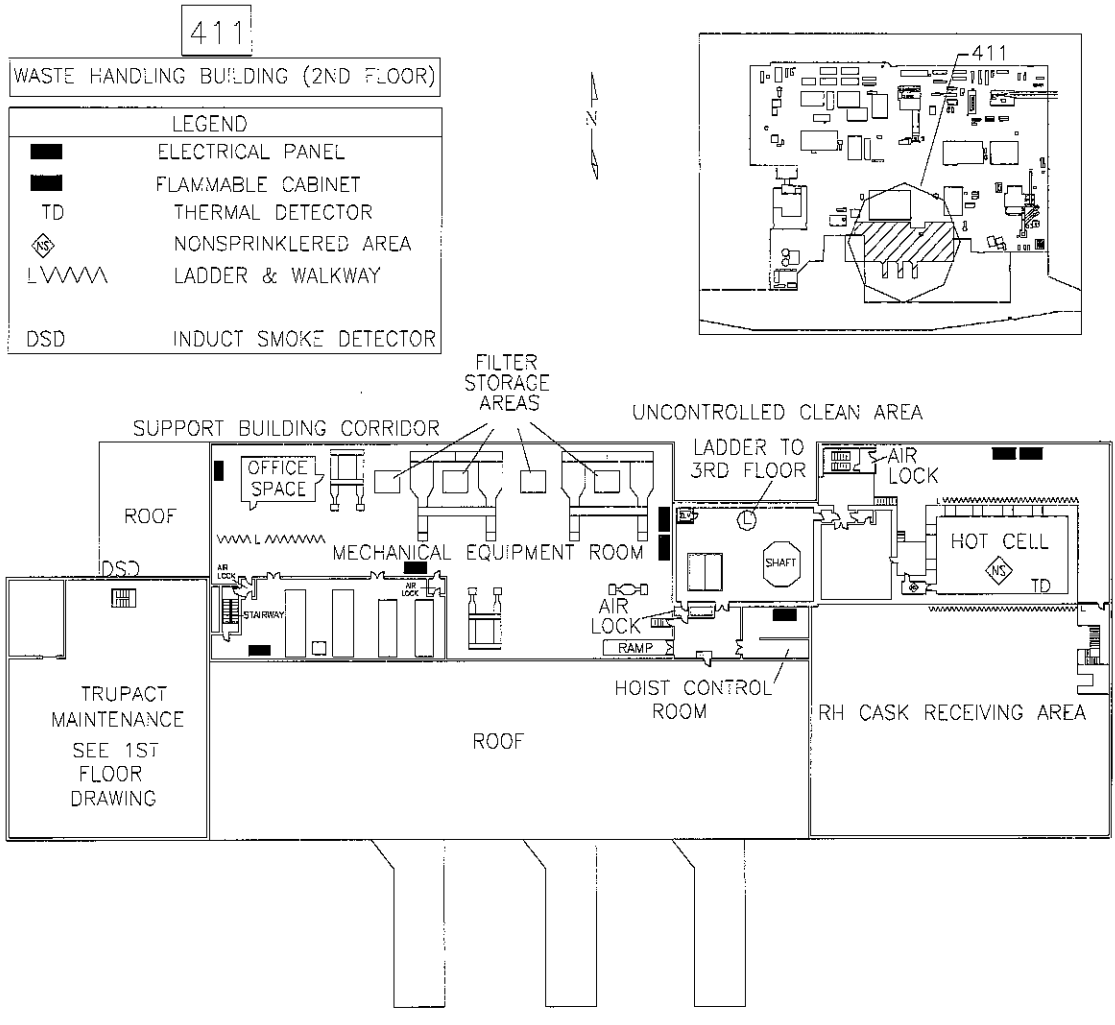 411
WASTE HANDLING BUILDING (2ND FLOOR)
LEGEND
ELECTRICAL PANEL
FLAMMABLE CABINET
TD THERMAL DETECTOR
NS NONSPRINKLERED AREA
L LADDER & WALKWAY
DSD INDUCT SMOKE DETECTOR
N
411
FILTER
STORAGE
AREAS
SUPPORT BUILDING CORRIDOR
UNCONTROLLED CLEAN AREA
LADDER TO
3RD FLOOR
AIR
LOCK
OFFICE
SPACE
ROOF
L
L
L
MECHANICAL EQUIPMENT ROOM
SHAFT
HOT CELL
NS
TD
DSD
AIR
LOCK
AIR
LOCK
STAIRWAY
AIR
LOCK
RAMP
HOIST CONTROL
ROOM
TRUPACT
MAINTENANCE
SEE 1ST
FLOOR
DRAWING
ROOF
RH CASK RECEIVING AREA